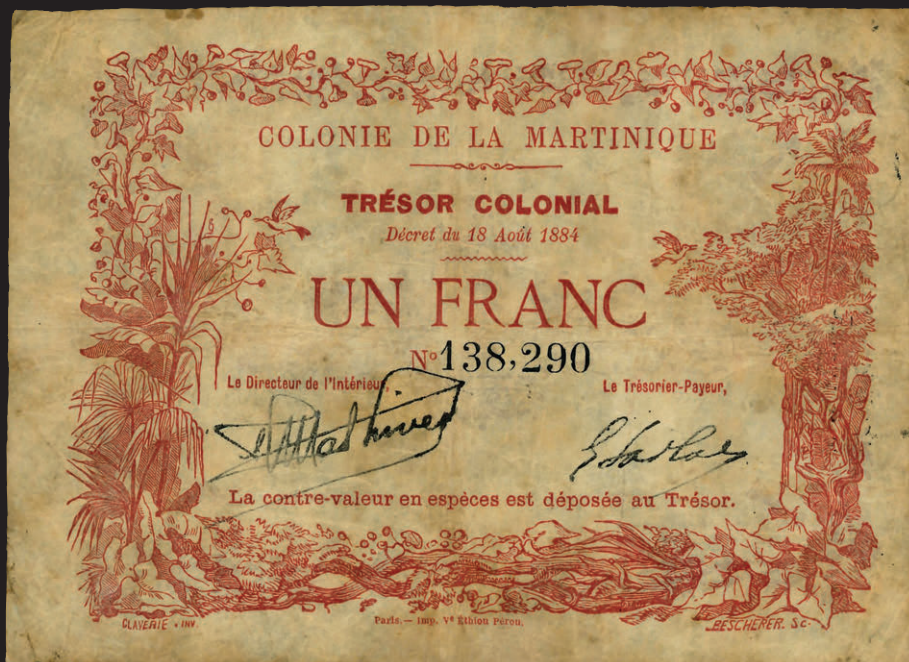 COLONIE DE LA MARTINIQUE
TRÉSOR COLONIAL
Décret du 18 Août 1884
UN FRANC
Nº 138,290
Le Directeur de l'Intérieur,
Le Trésorier-Payeur,
La contre-valeur en espèces est déposée au Trésor.
CLAVERIE . INV.
Paris. — Imp. Vᵉ Ethiou Pérou.
BESCHERER. Sc.